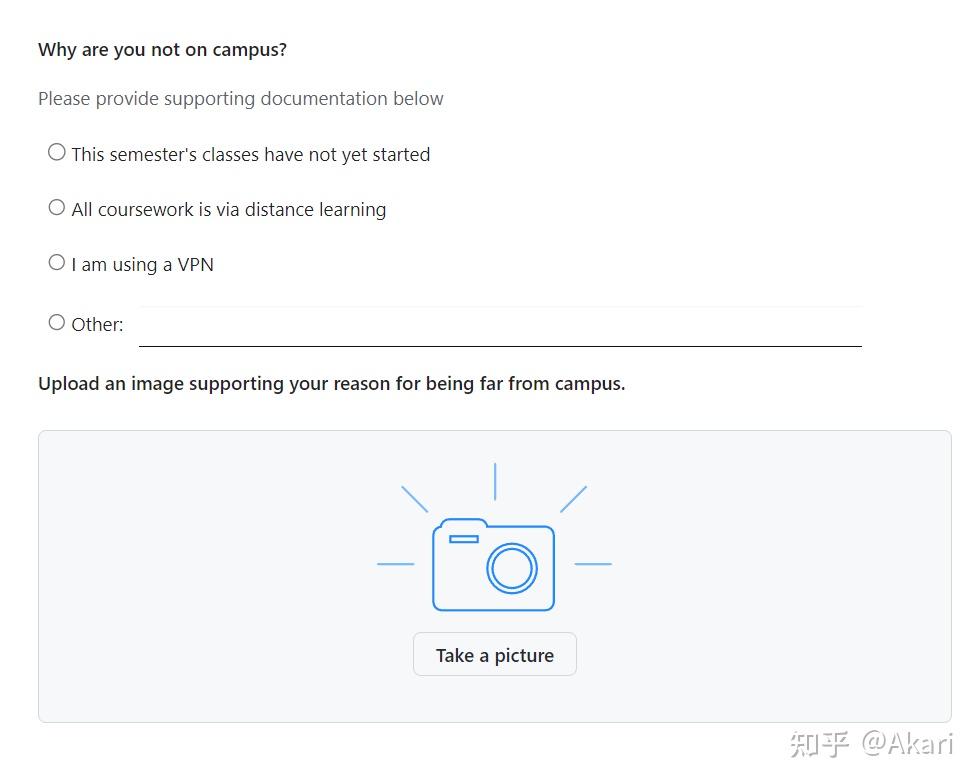 Why are you not on campus?
Please provide supporting documentation below
This semester's classes have not yet started
All coursework is via distance learning
I am using a VPN
Other:
Upload an image supporting your reason for being far from campus.
Take a picture
知乎 @Akari